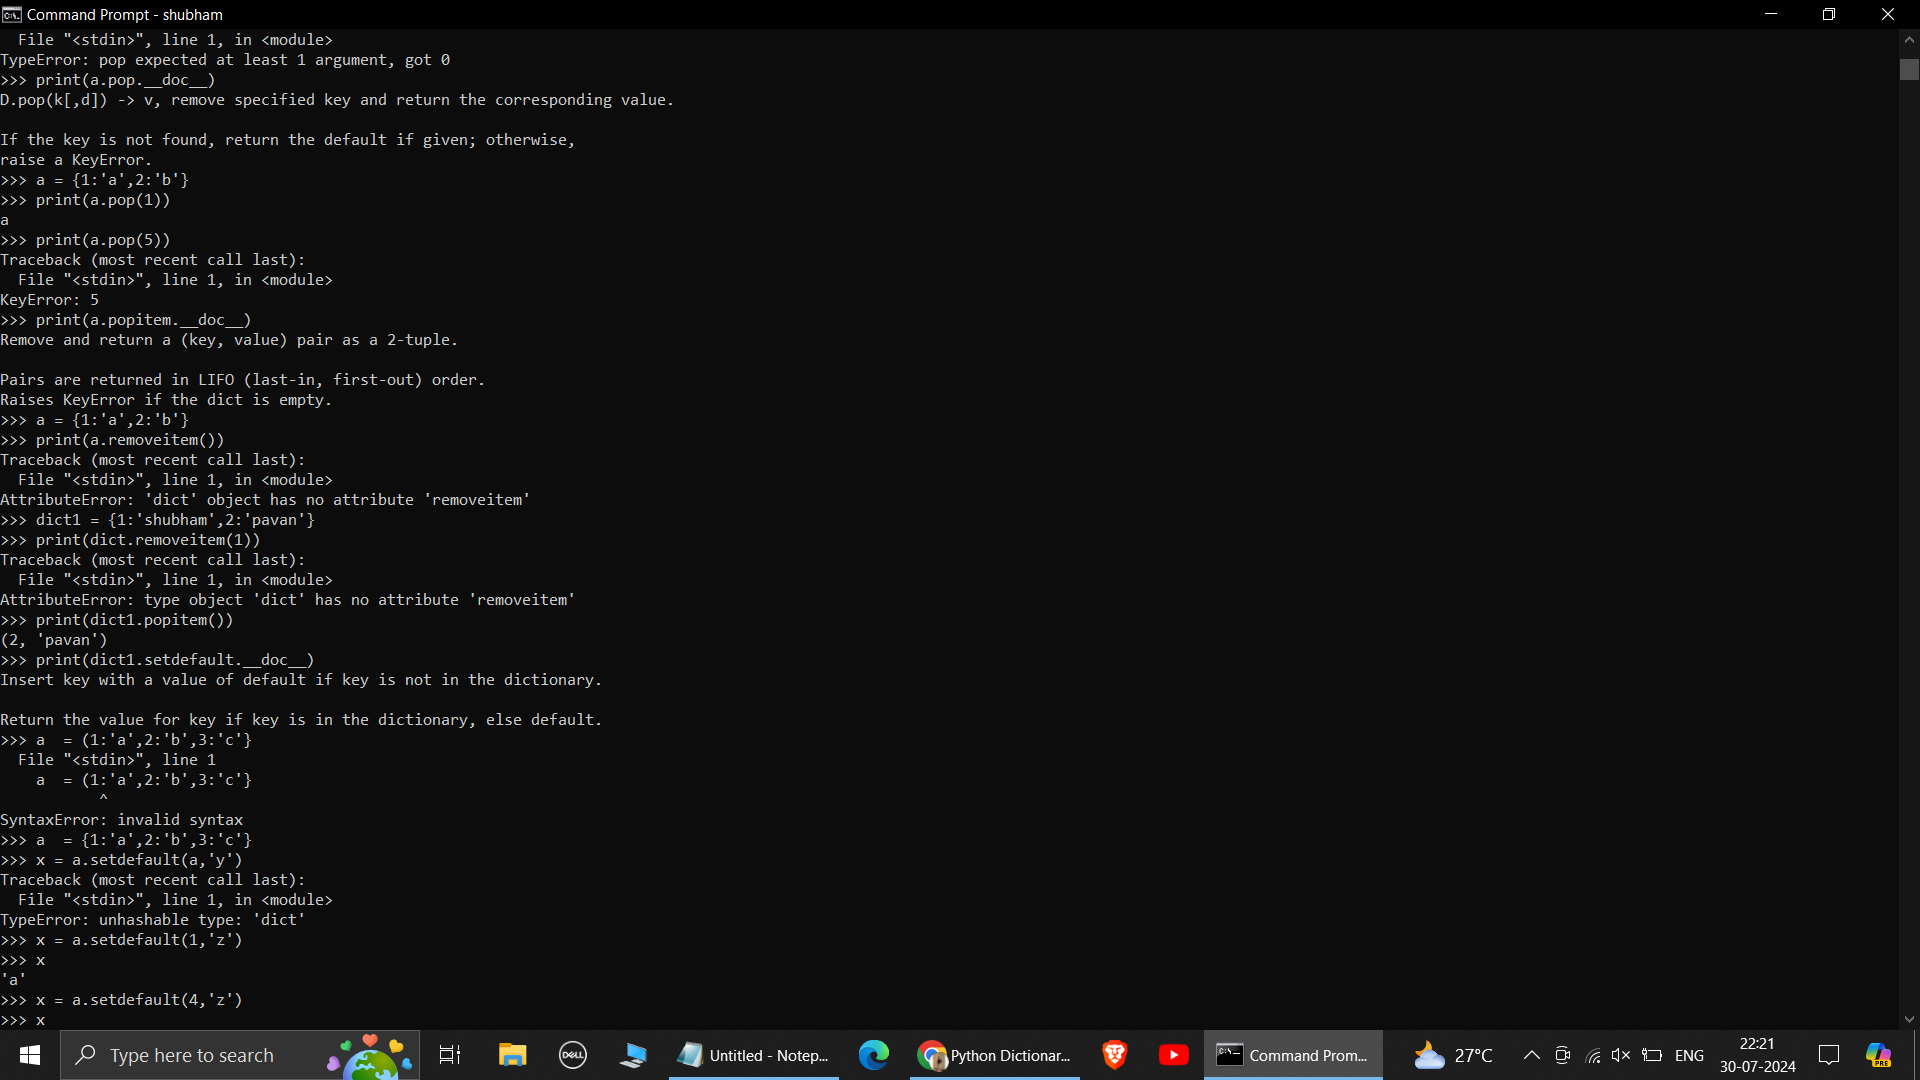 Command Prompt - shubham
  File "<stdin>", line 1, in <module>
TypeError: pop expected at least 1 argument, got 0
>>> print(a.pop.__doc__)
D.pop(k[,d]) -> v, remove specified key and return the corresponding value.

If the key is not found, return the default if given; otherwise,
raise a KeyError.
>>> a = {1:'a',2:'b'}
>>> print(a.pop(1))
a
>>> print(a.pop(5))
Traceback (most recent call last):
  File "<stdin>", line 1, in <module>
KeyError: 5
>>> print(a.popitem.__doc__)
Remove and return a (key, value) pair as a 2-tuple.

Pairs are returned in LIFO (last-in, first-out) order.
Raises KeyError if the dict is empty.
>>> a = {1:'a',2:'b'}
>>> print(a.removeitem())
Traceback (most recent call last):
  File "<stdin>", line 1, in <module>
AttributeError: 'dict' object has no attribute 'removeitem'
>>> dict1 = {1:'shubham',2:'pavan'}
>>> print(dict.removeitem(1))
Traceback (most recent call last):
  File "<stdin>", line 1, in <module>
AttributeError: type object 'dict' has no attribute 'removeitem'
>>> print(dict1.popitem())
(2, 'pavan')
>>> print(dict1.setdefault.__doc__)
Insert key with a value of default if key is not in the dictionary.

Return the value for key if key is in the dictionary, else default.
>>> a  = (1:'a',2:'b',3:'c'}
  File "<stdin>", line 1
    a  = (1:'a',2:'b',3:'c'}
           ^
SyntaxError: invalid syntax
>>> a  = {1:'a',2:'b',3:'c'}
>>> x = a.setdefault(a,'y')
Traceback (most recent call last):
  File "<stdin>", line 1, in <module>
TypeError: unhashable type: 'dict'
>>> x = a.setdefault(1,'z')
>>> x
'a'
>>> x = a.setdefault(4,'z')
>>> x
Type here to search
DELL
Untitled - Notep...
Python Dictionar...
Command Prom...
27°C
ENG
22:21
30-07-2024
PRE